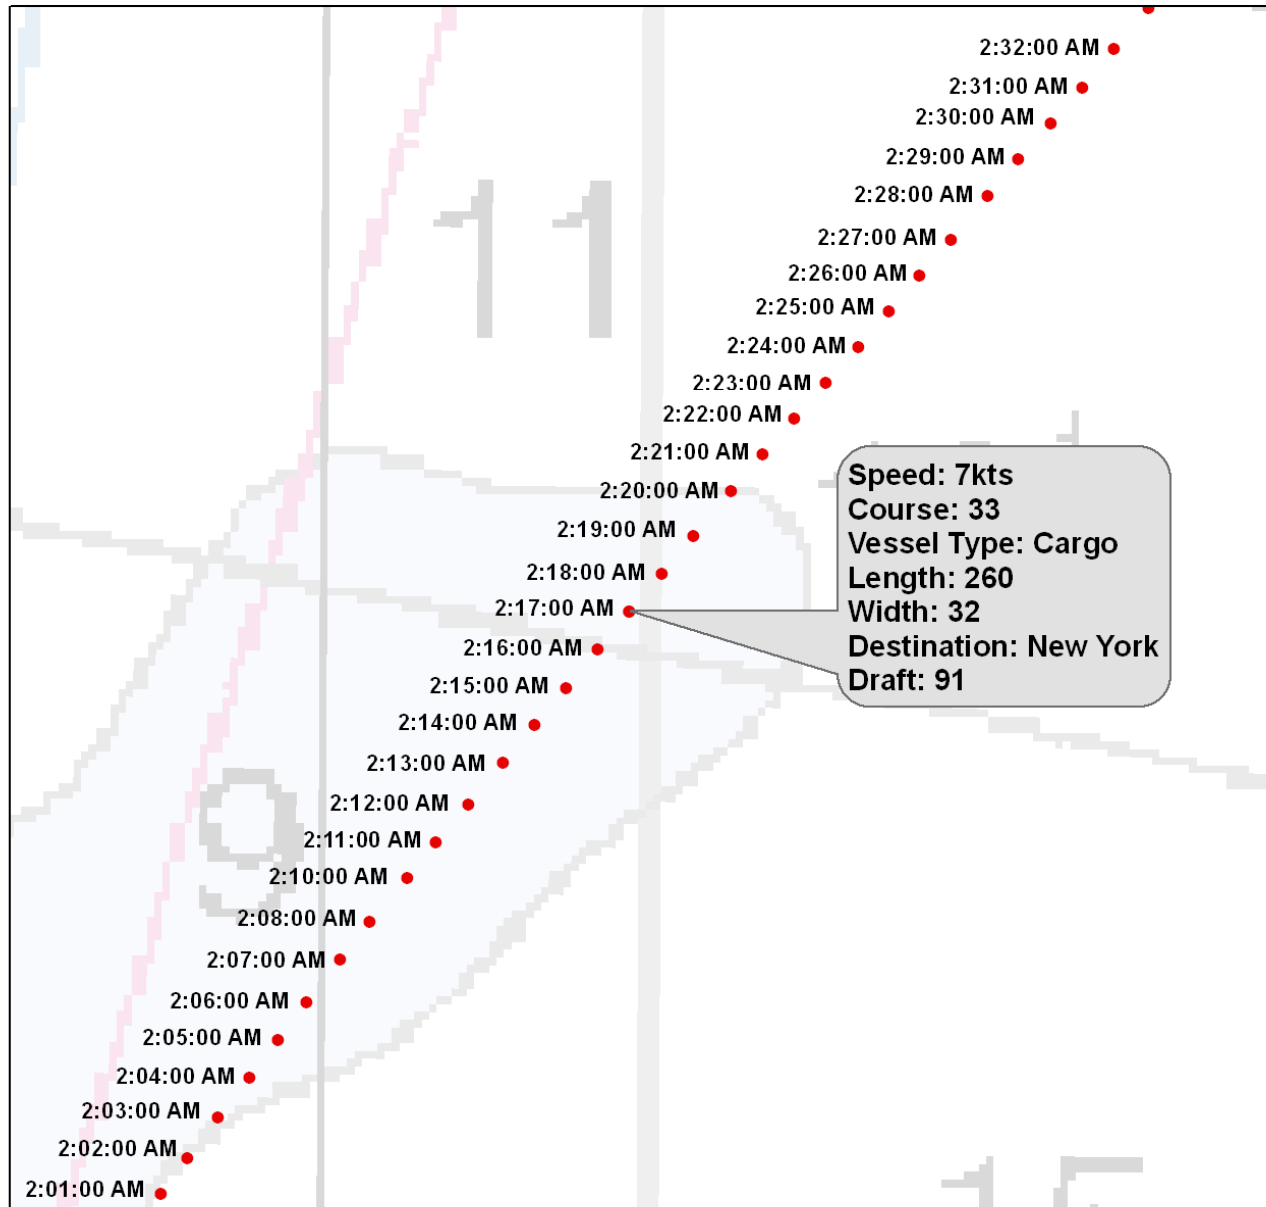 2:32:00 AM
2:31:00 AM
2:30:00 AM
2:29:00 AM
11
2:28:00 AM
2:27:00 AM
2:26:00 AM
2:25:00 AM
2:24:00 AM
2:23:00 AM
2:22:00 AM
2:21:00 AM
2:20:00 AM
2:19:00 AM
2:18:00 AM
2:17:00 AM
2:16:00 AM
2:15:00 AM
2:14:00 AM
2:13:00 AM
Speed: 7kts
Course: 33
Vessel Type: Cargo
Length: 260
Width: 32
Destination: New York
Draft: 91
2:12:00 AM
9
2:11:00 AM
2:10:00 AM
2:08:00 AM
2:07:00 AM
2:06:00 AM
2:05:00 AM
2:04:00 AM
2:03:00 AM
2:02:00 AM
2:01:00 AM